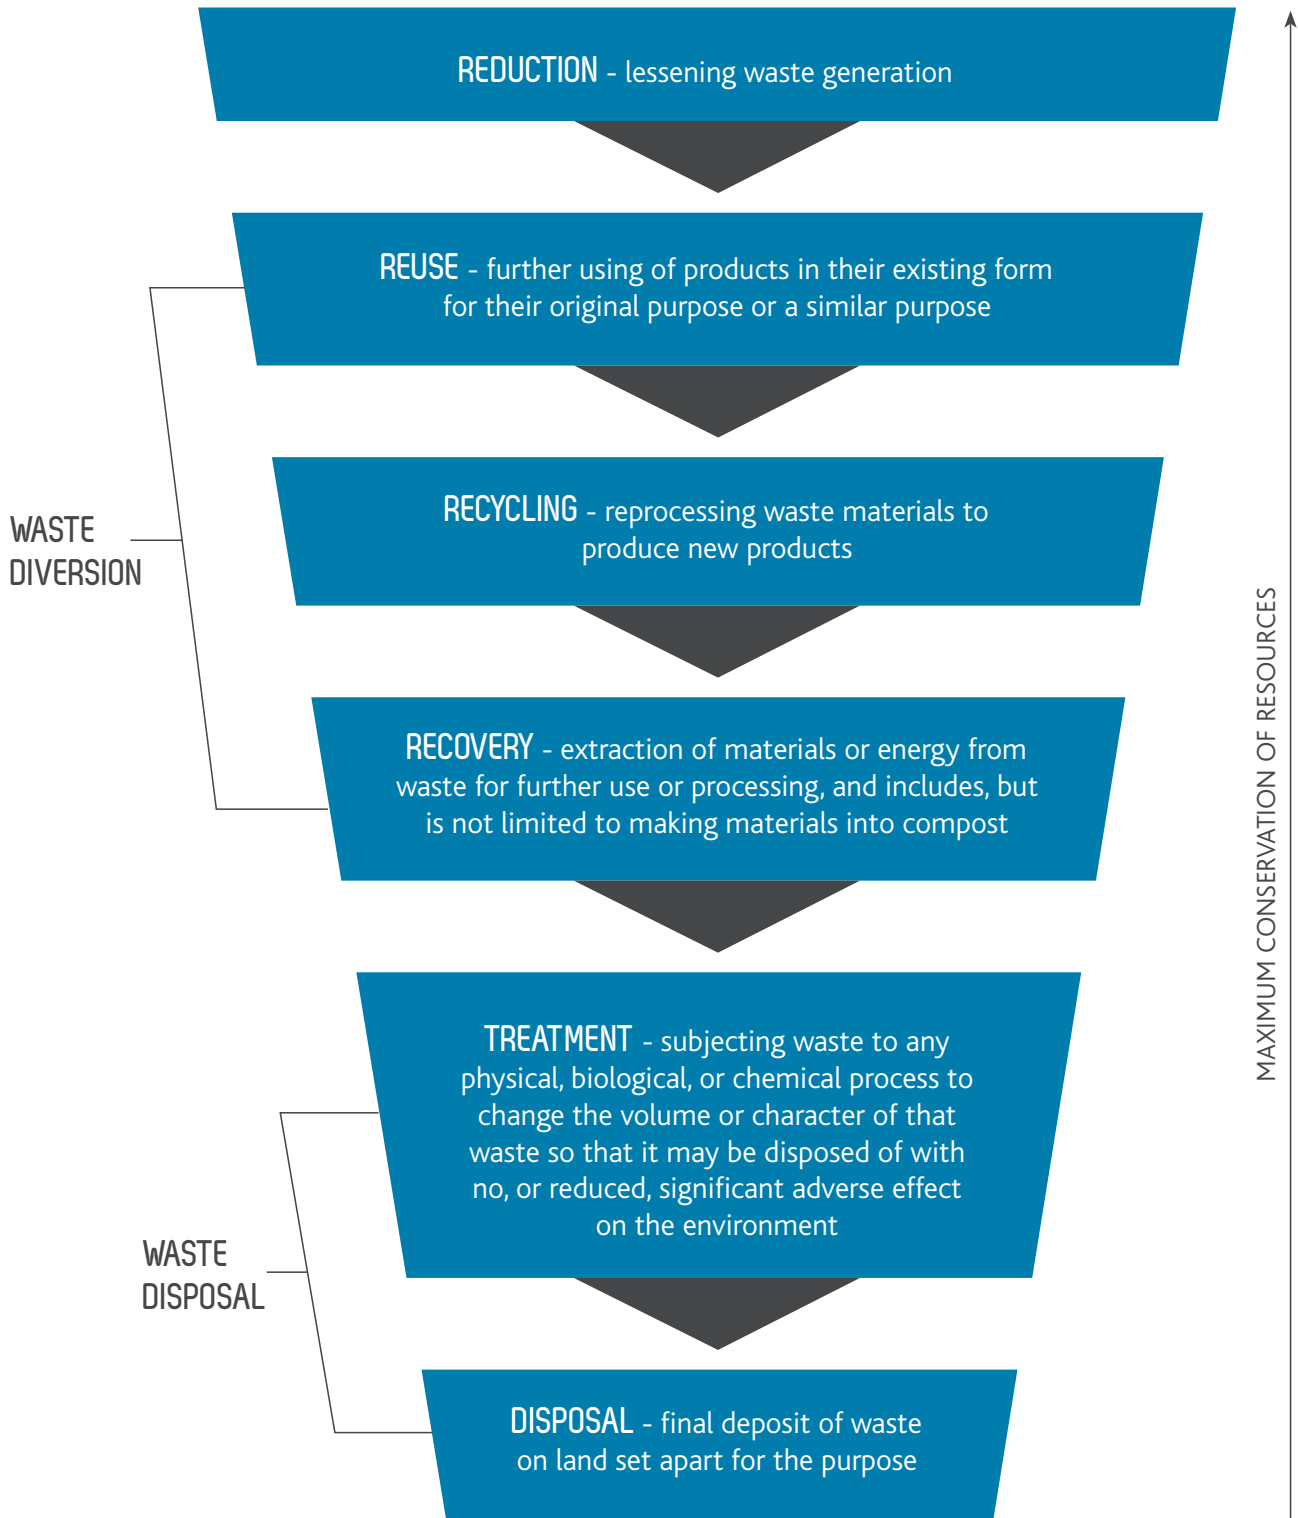 REDUCTION - lessening waste generation
REUSE - further using of products in their existing form
for their original purpose or a similar purpose
RECYCLING - reprocessing waste materials to
produce new products
WASTE
DIVERSION
RECOVERY - extraction of materials or energy from
waste for further use or processing, and includes, but
is not limited to making materials into compost
TREATMENT - subjecting waste to any
physical, biological, or chemical process to
change the volume or character of that
waste so that it may be disposed of with
no, or reduced, significant adverse effect
on the environment
WASTE
DISPOSAL
DISPOSAL - final deposit of waste
on land set apart for the purpose
MAXIMUM CONSERVATION OF RESOURCES